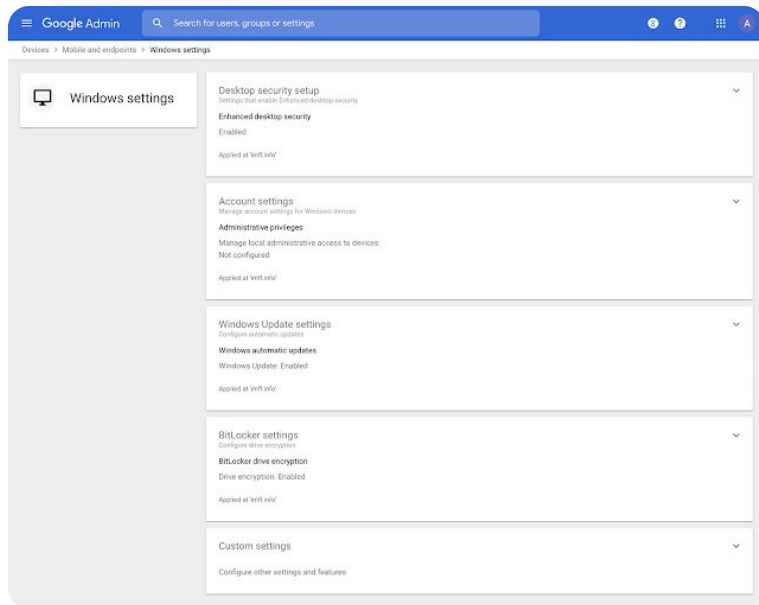 Google Admin
Search for users, groups or settings
A
Devices > Mobile and endpoints > Windows settings
Windows settings
Desktop security setup
Settings that enable Enhanced desktop security
Enhanced desktop security
Enabled
Applied at 'imfl.info'
Account settings
Manage account settings for Windows devices
Administrative privileges
Manage local administrative access to devices:
Not configured
Applied at 'imfl.info'
Windows Update settings
Configure automatic updates
Windows automatic updates
Windows Update: Enabled
Applied at 'imfl.info'
BitLocker settings
Configure drive encryption
BitLocker drive encryption
Drive encryption: Enabled
Applied at 'imfl.info'
Custom settings
Configure other settings and features